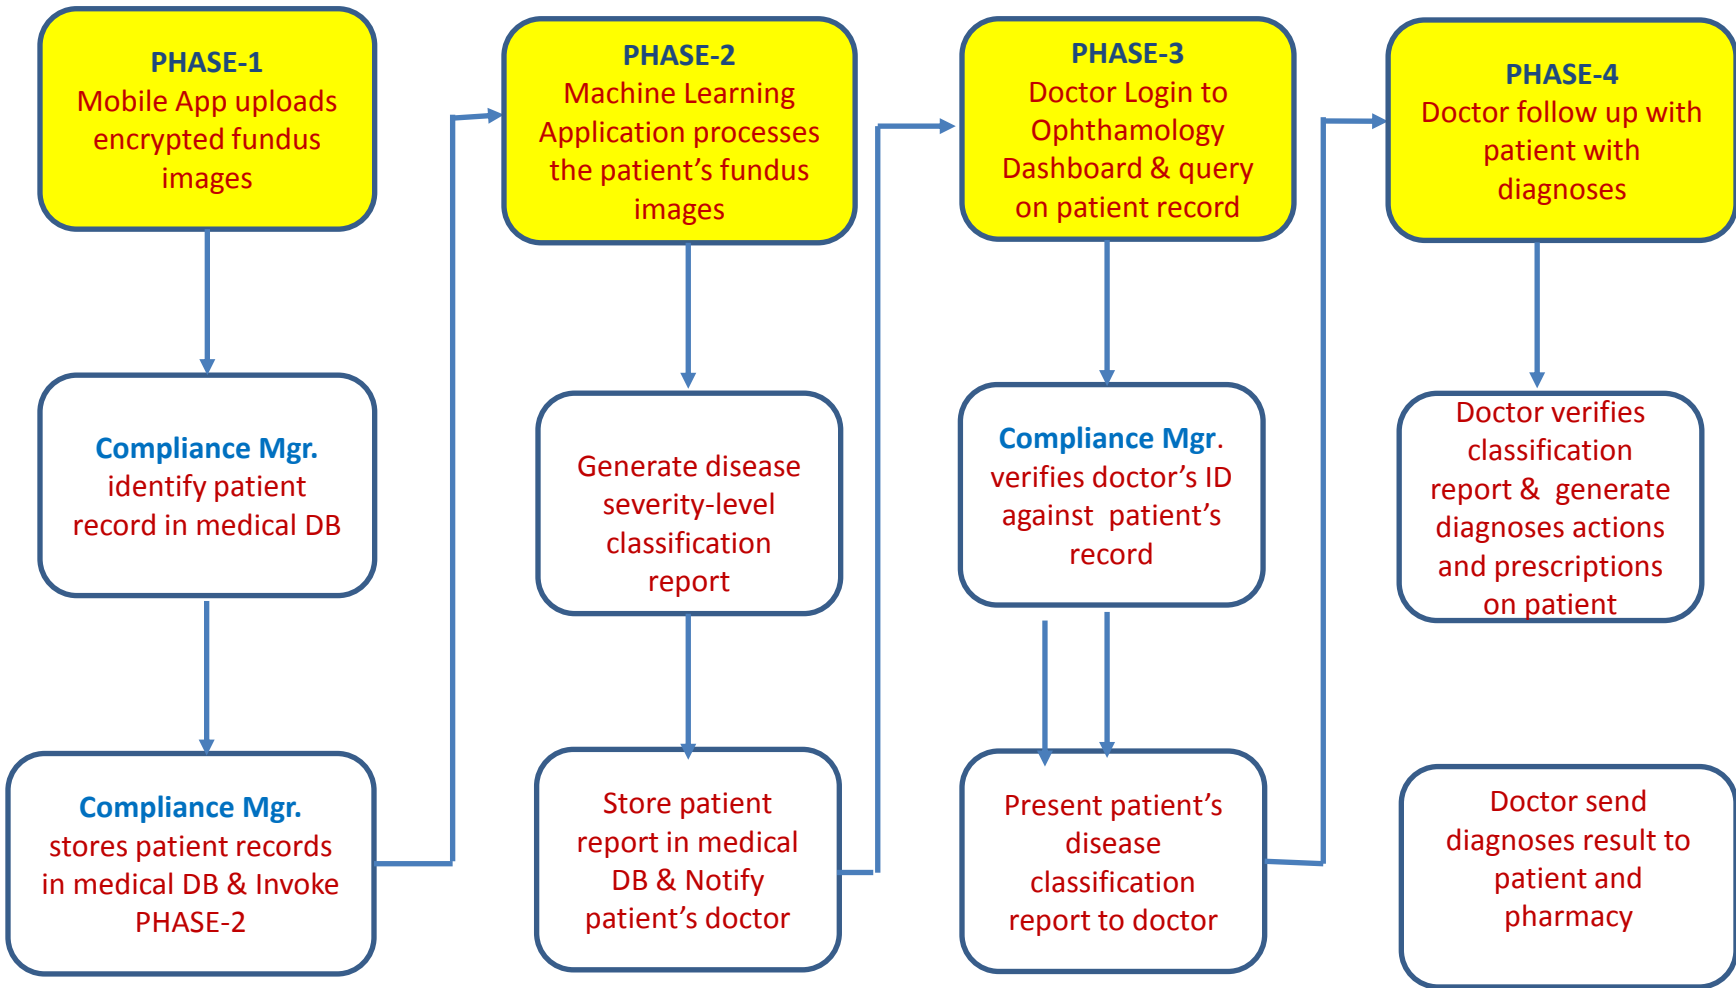 PHASE-1
Mobile App uploads
encrypted fundus
images
Compliance Mgr.
identify patient
record in medical DB
Compliance Mgr.
stores patient records
in medical DB & Invoke
PHASE-2
PHASE-2
Machine Learning
Application processes
the patient’s fundus
images
Generate disease
severity-level
classification
report
Store patient
report in medical
DB & Notify
patient’s doctor
PHASE-3
Doctor Login to
Ophthamology
Dashboard & query
on patient record
Compliance Mgr.
verifies doctor’s ID
against patient’s
record
Present patient’s
disease
classification
report to doctor
PHASE-4
Doctor follow up with
patient with
diagnoses
Doctor verifies
classification
report & generate
diagnoses actions
and prescriptions
on patient
Doctor send
diagnoses result to
patient and
pharmacy